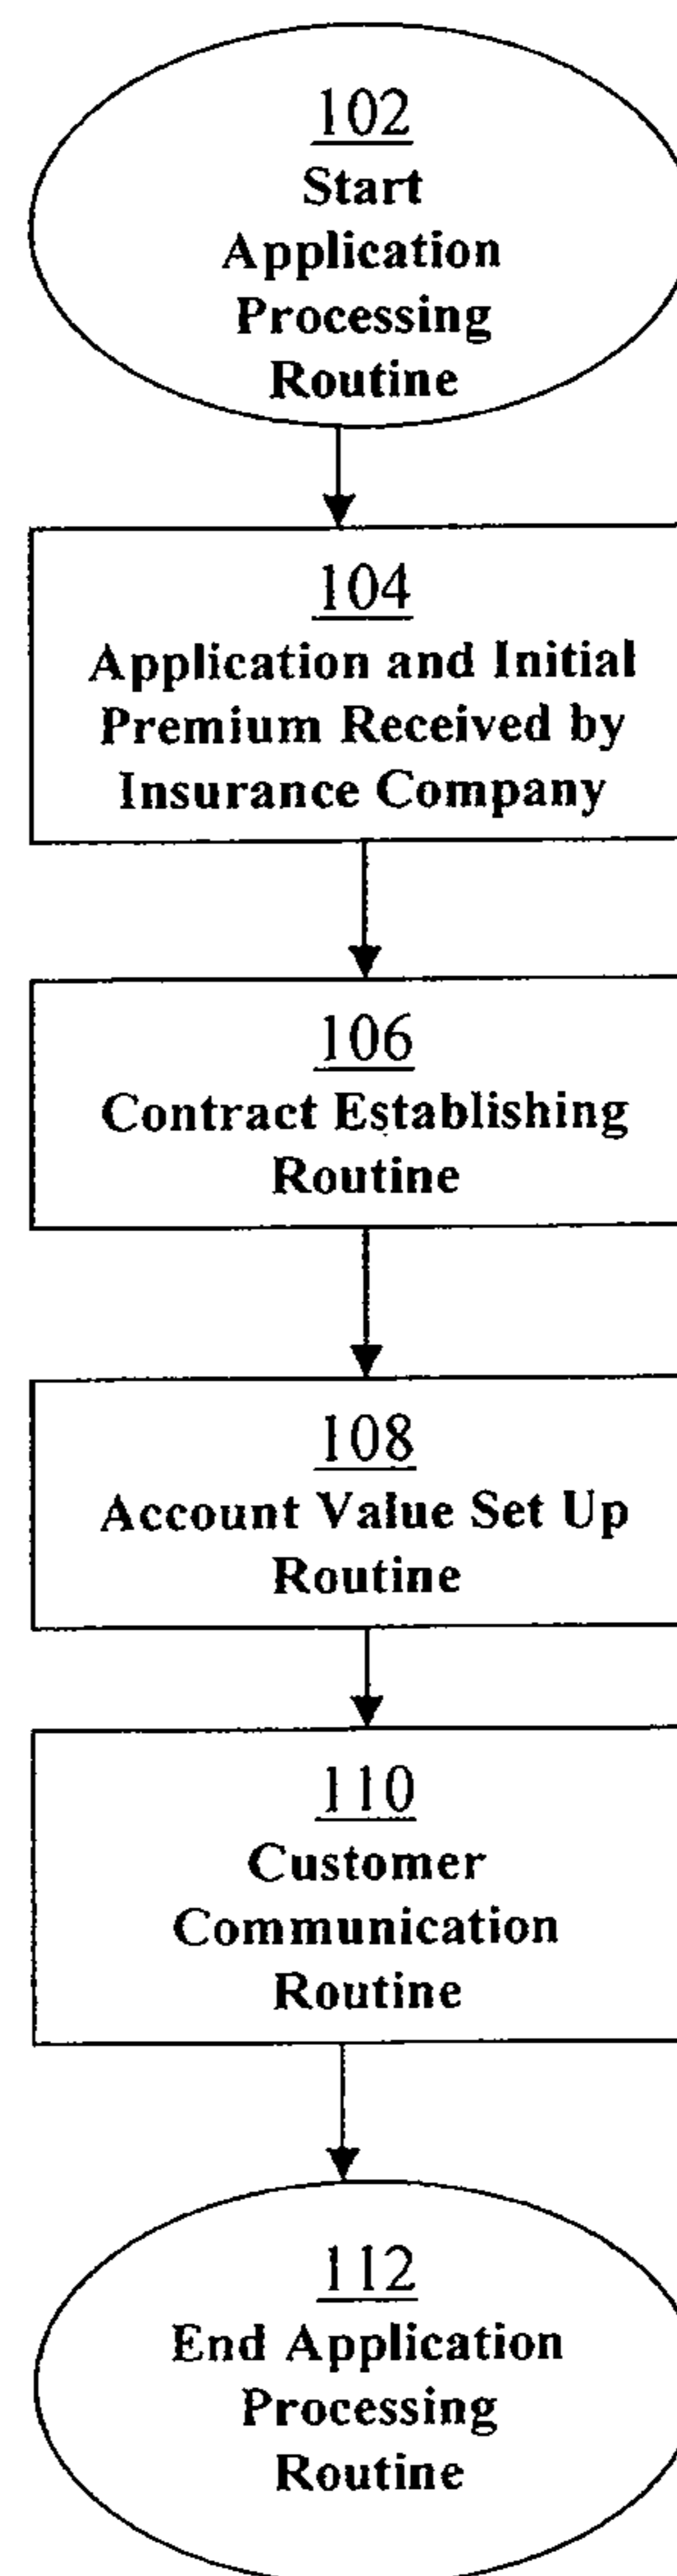 102
Start
Application
Processing
Routine
104
Application and Initial
Premium Received by
Insurance Company
106
Contract Establishing
Routine
108
Account Value Set Up
Routine
110
Customer
Communication
Routine
112
End Application
Processing
Routine